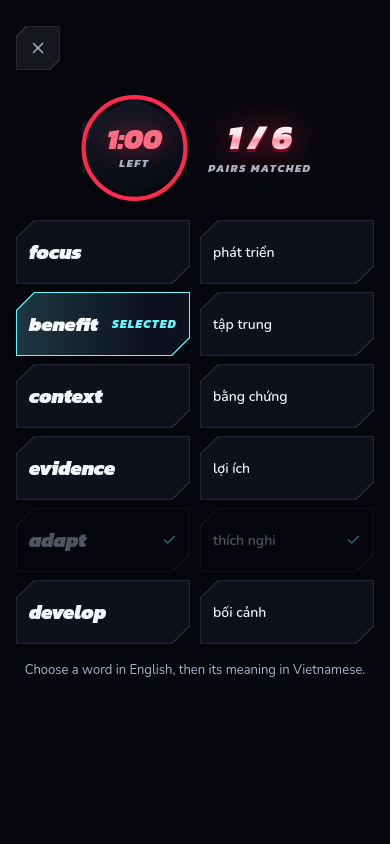 1:00
LEFT
1 / 6
PAIRS MATCHED
focus
phát triển
benefit SELECTED
tập trung
context
bằng chứng
evidence
lợi ích
adapt
thích nghi
develop
bối cảnh
Choose a word in English, then its meaning in Vietnamese.